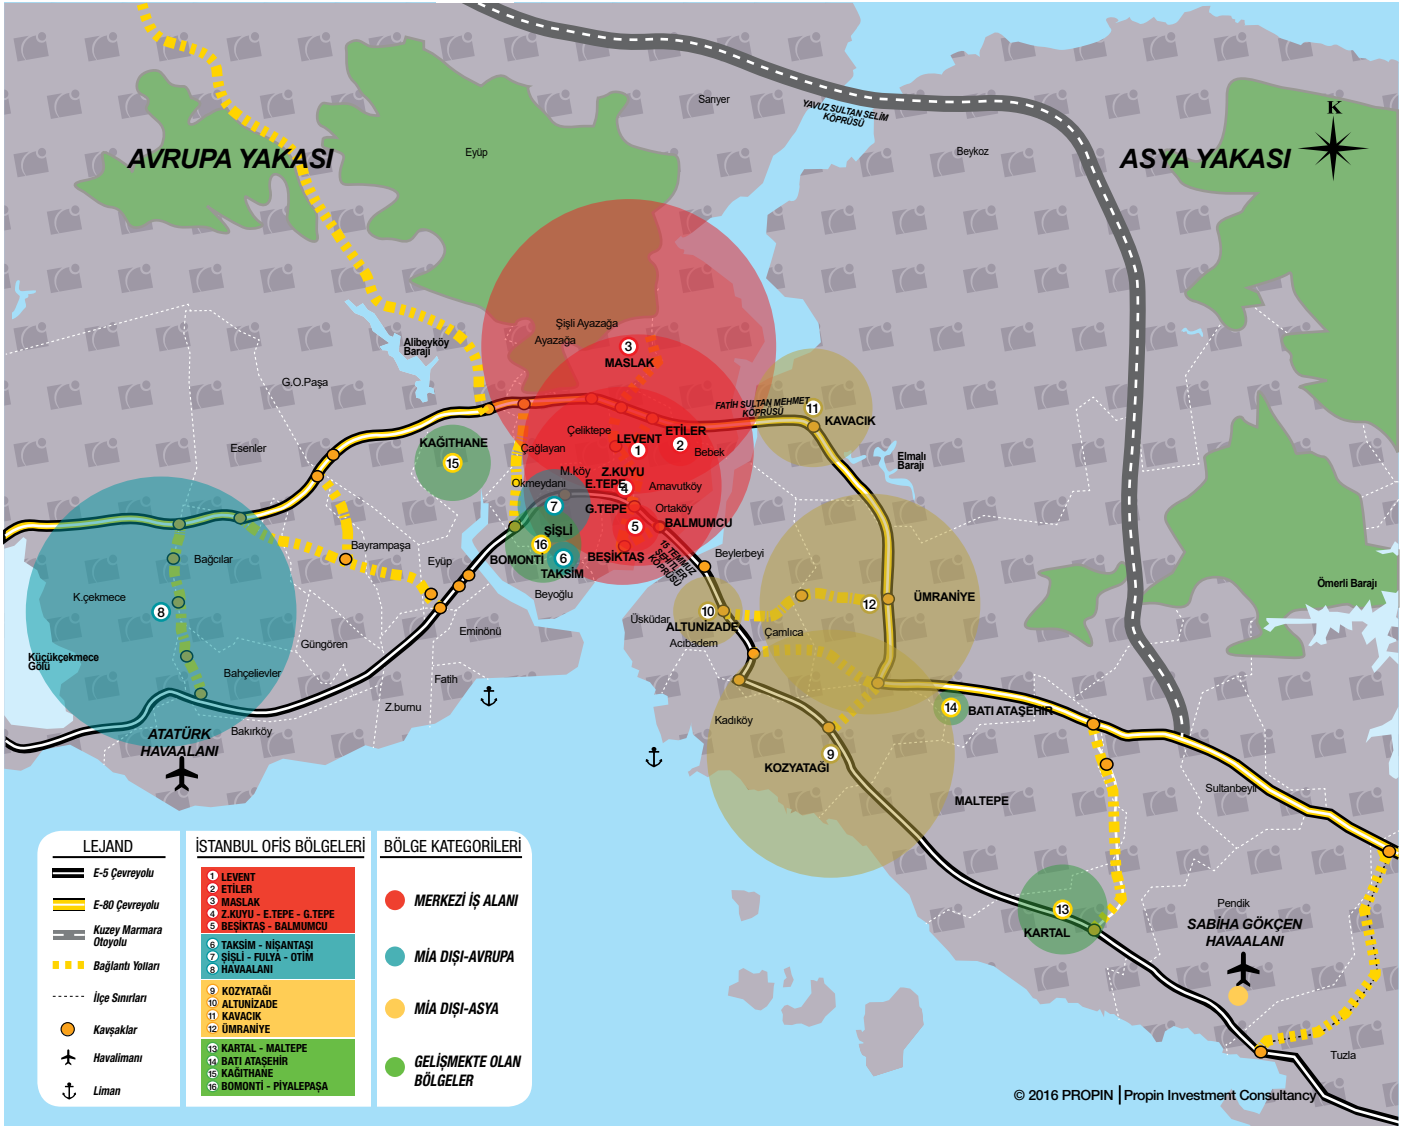 Sarıyer
YAVUZ SULTAN SELİM
KÖPRÜSÜ
K
AVRUPA YAKASI
Eyüp
Beykoz
ASYA YAKASI
Şişli Ayazağa
Ayazağa
Alibeyköy
Barajı
3
MASLAK
G.O.Paşa
FATİH SULTAN MEHMET
KÖPRÜSÜ
11
KAVACIK
Esenler
KAĞITHANE
15
Çağlayan
Çeliktepe
LEVENT
1
ETİLER
2
Bebek
Elmalı
Barajı
M.köy
Z.KUYU
E.TEPE
4
G.TEPE
Okmeydanı
Arnavutköy
Ortaköy
7
ŞİŞLİ
5
BALMUMCU
16
BOMONTİ
6
TAKSİM
BEŞİKTAŞ
15 TEMMUZ
ŞEHİTLER
KÖPRÜSÜ
Beylerbeyi
Bağcılar
Bayrampaşa
Eyüp
Beyoğlu
K.çekmece
8
Ömerli Barajı
12
ÜMRANİYE
10
ALTUNİZADE
Üsküdar
Çamlıca
Acıbadem
Eminönü
Güngören
Küçükçekmece
Gölü
Bahçelievler
Fatih
Z.burnu
14
BATI ATAŞEHİR
Kadıköy
Bakırköy
ATATÜRK
HAVAALANI
9
KOZYATAĞI
MALTEPE
Sultanbeyli
13
KARTAL
Pendik
SABİHA GÖKÇEN
HAVAALANI
Tuzla
LEJAND
E-5 Çevreyolu
E-80 Çevreyolu
Kuzey Marmara
Otoyolu
Bağlantı Yolları
İlçe Sınırları
Kavşaklar
Havalimanı
Liman
İSTANBUL OFİS BÖLGELERİ
1 LEVENT
2 ETİLER
3 MASLAK
4 Z.KUYU - E.TEPE - G.TEPE
5 BEŞİKTAŞ - BALMUMCU
6 TAKSİM - NİŞANTAŞI
7 ŞİŞLİ - FULYA - OTİM
8 HAVAALANI
9 KOZYATAĞI
10 ALTUNİZADE
11 KAVACIK
12 ÜMRANİYE
13 KARTAL - MALTEPE
14 BATI ATAŞEHİR
15 KAĞITHANE
16 BOMONTİ - PİYALEPAŞA
BÖLGE KATEGORİLERİ
MERKEZİ İŞ ALANI
MİA DIŞI-AVRUPA
MİA DIŞI-ASYA
GELİŞMEKTE OLAN
BÖLGELER
© 2016 PROPIN | Propin Investment Consultancy